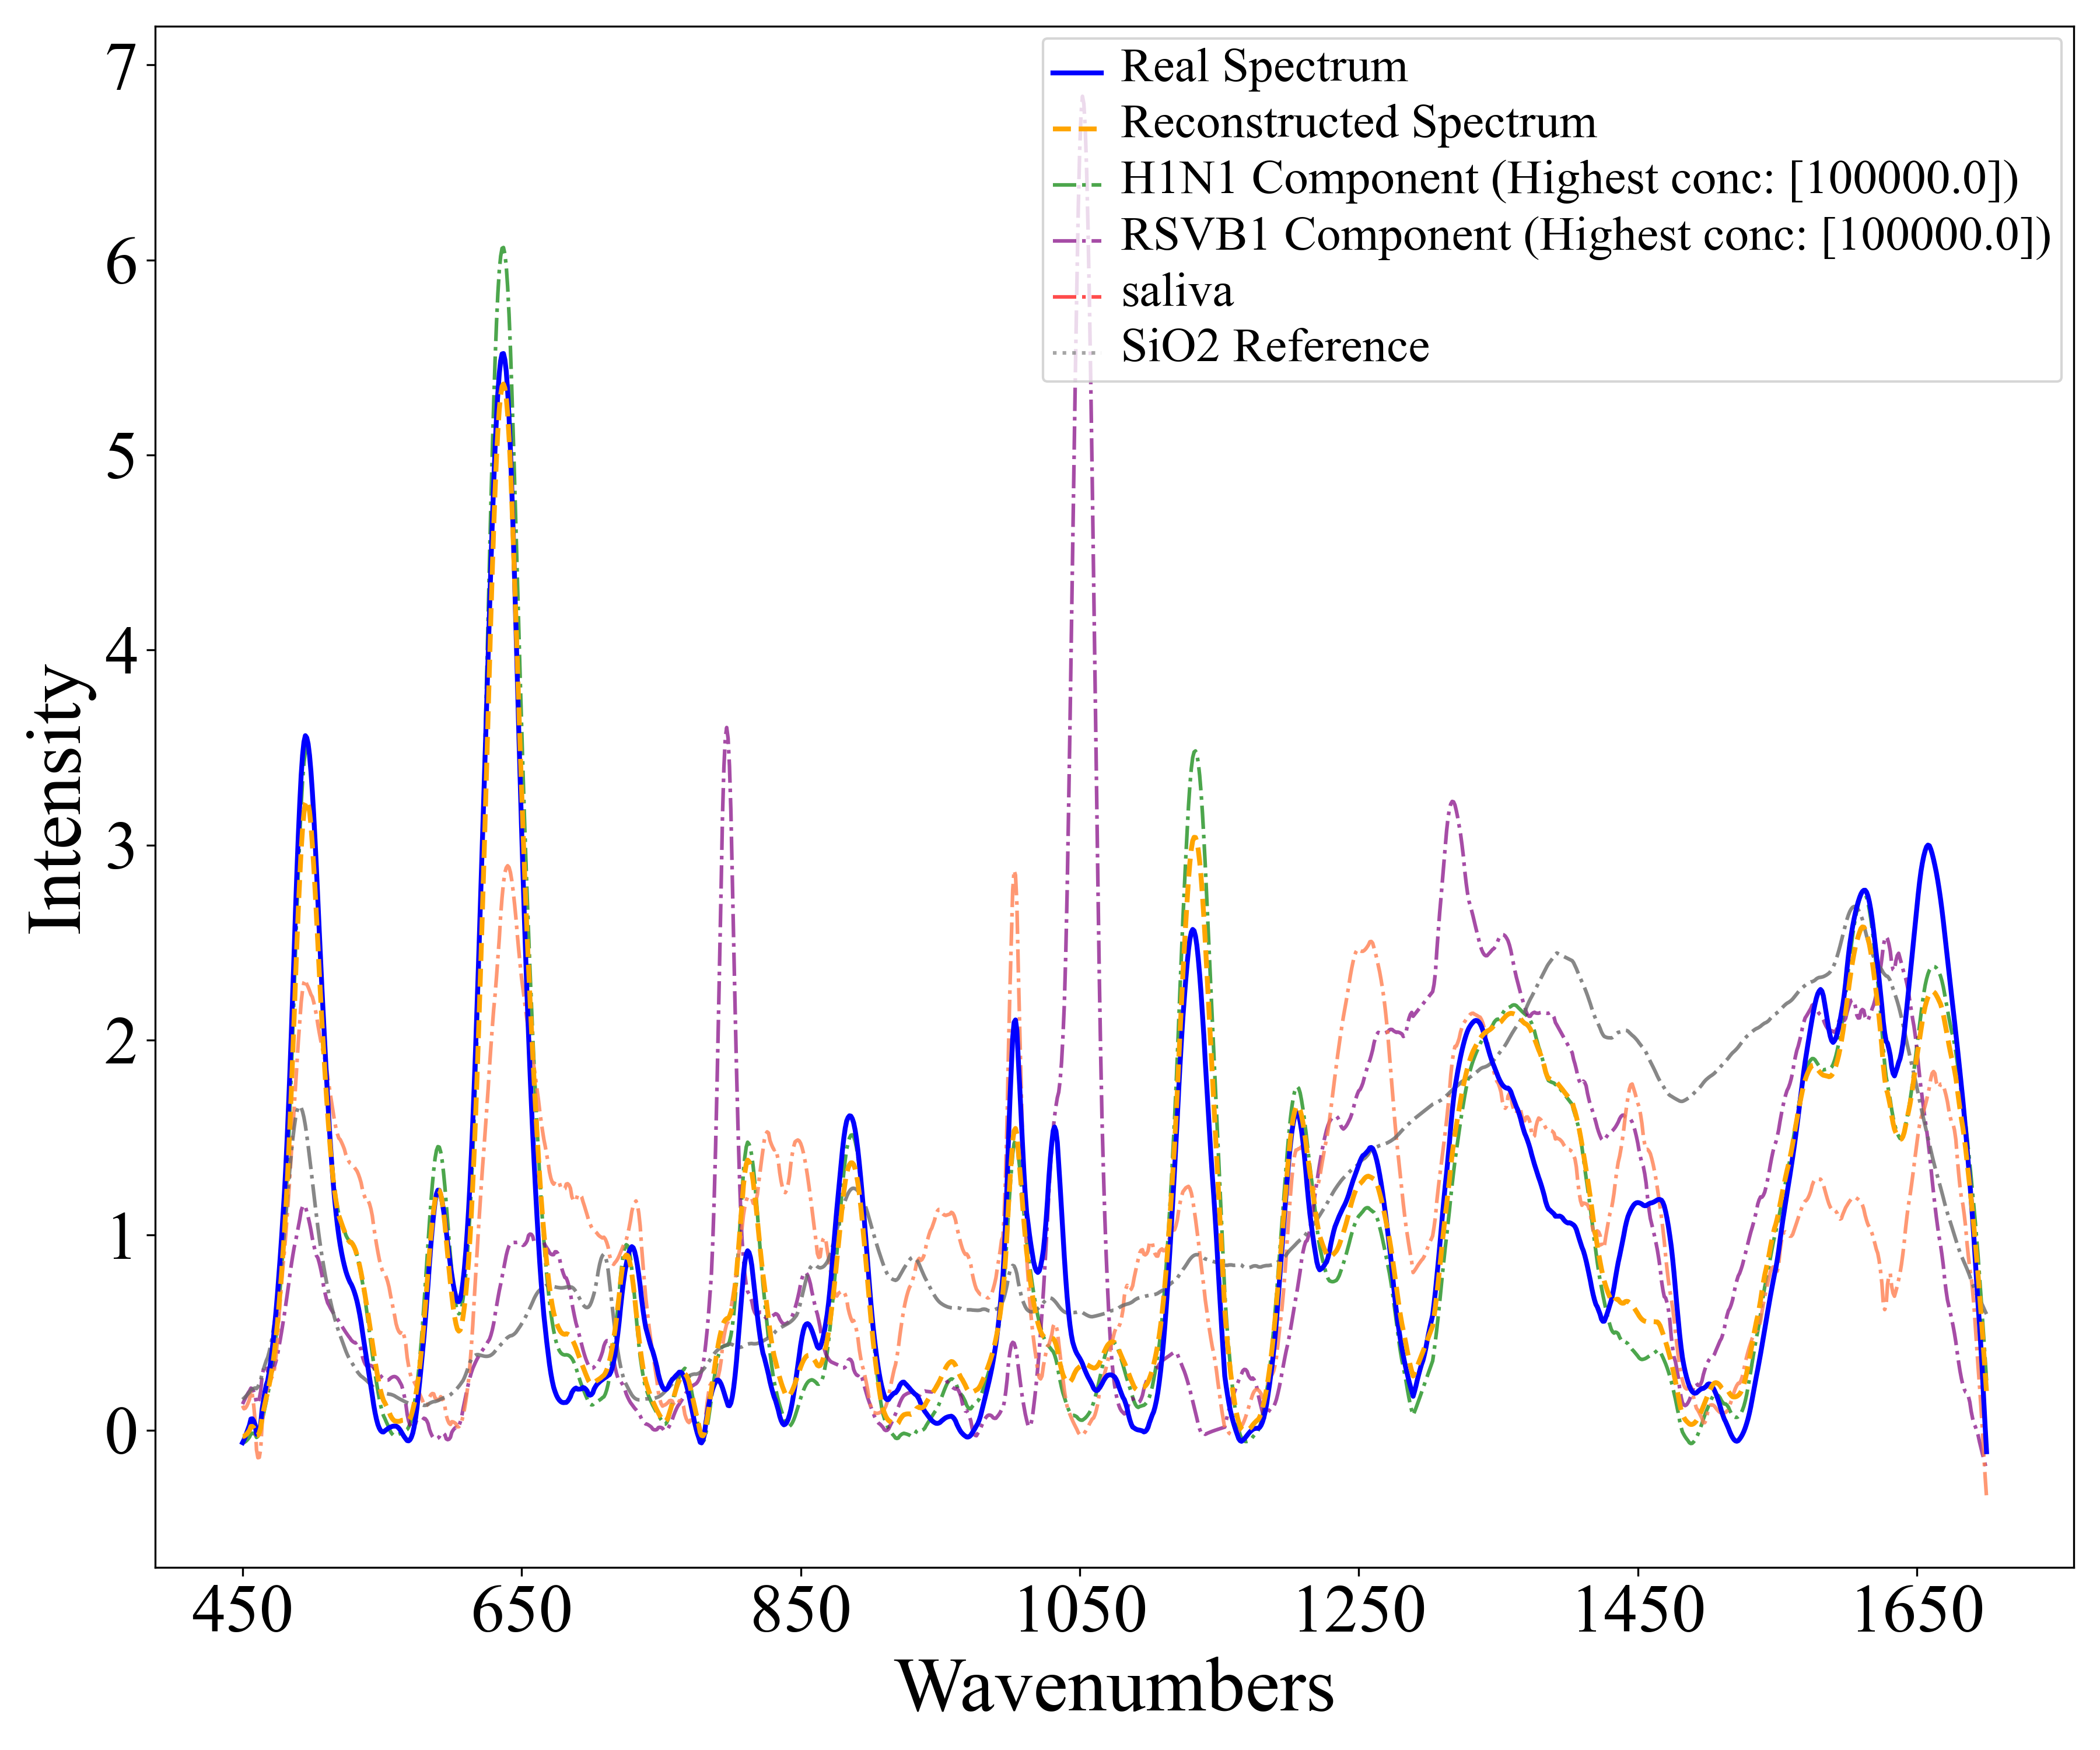 Real Spectrum
Reconstructed Spectrum
H1N1 Component (Highest conc: [100000.0])
RSVB1 Component (Highest conc: [100000.0])
saliva
SiO2 Reference
Intensity
7
6
5
4
3
2
1
0
450 650 850 1050 1250 1450 1650
Wavenumbers